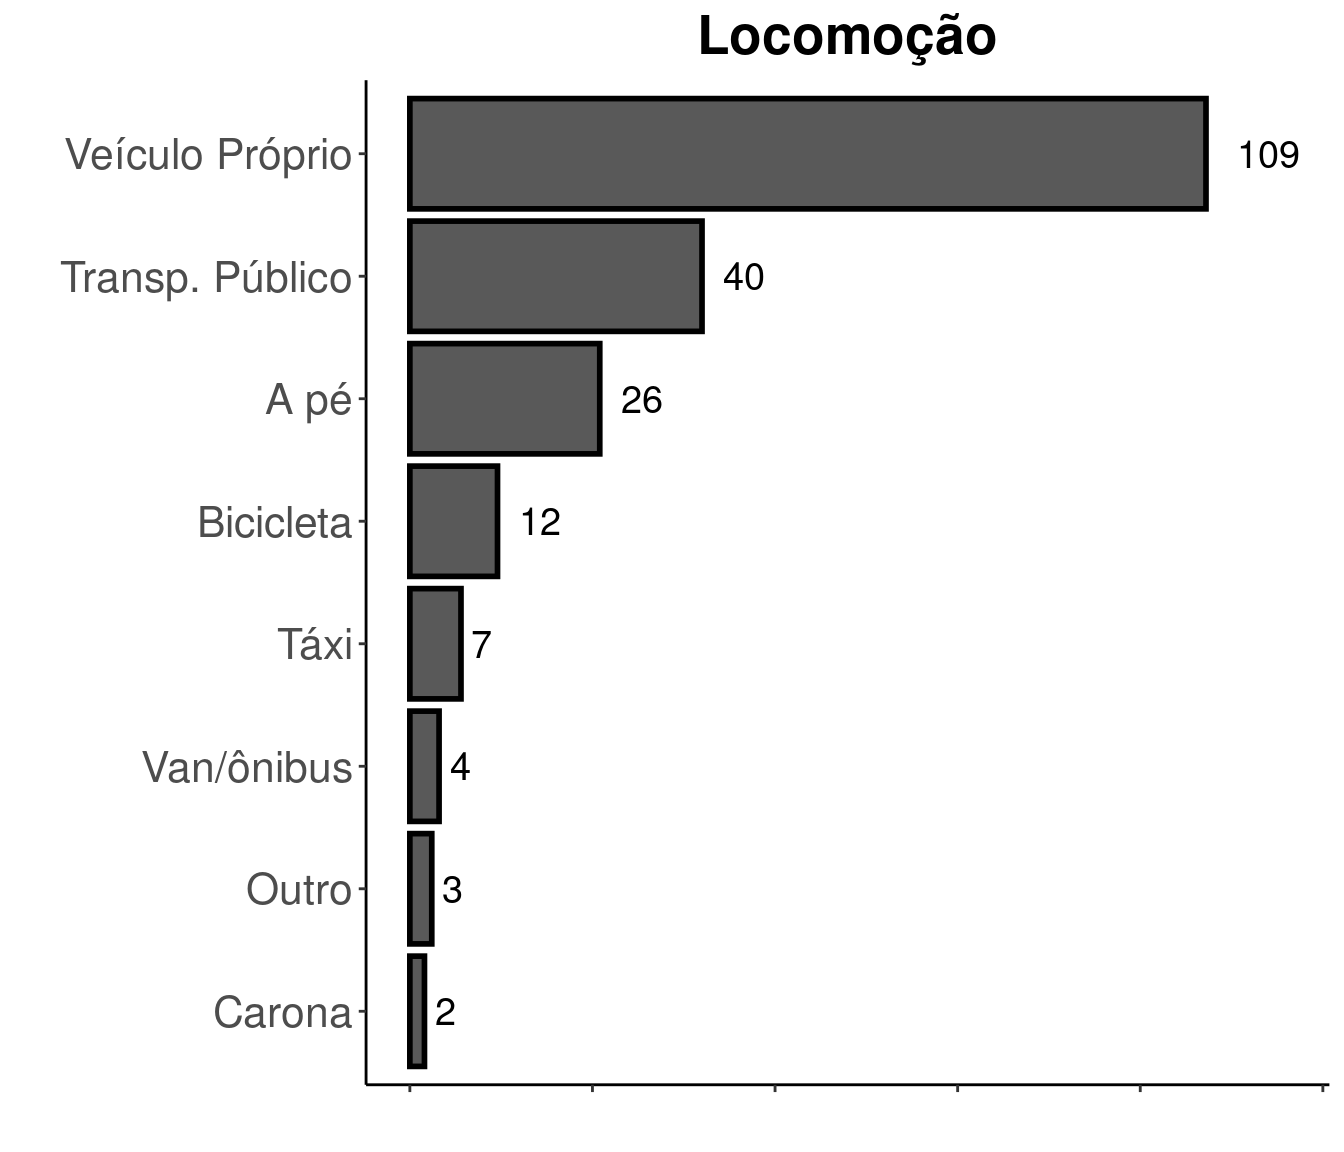 Locomoção
Veículo Próprio 109
Transp. Público 40
A pé 26
Bicicleta 12
Táxi 7
Van/ônibus 4
Outro 3
Carona 2